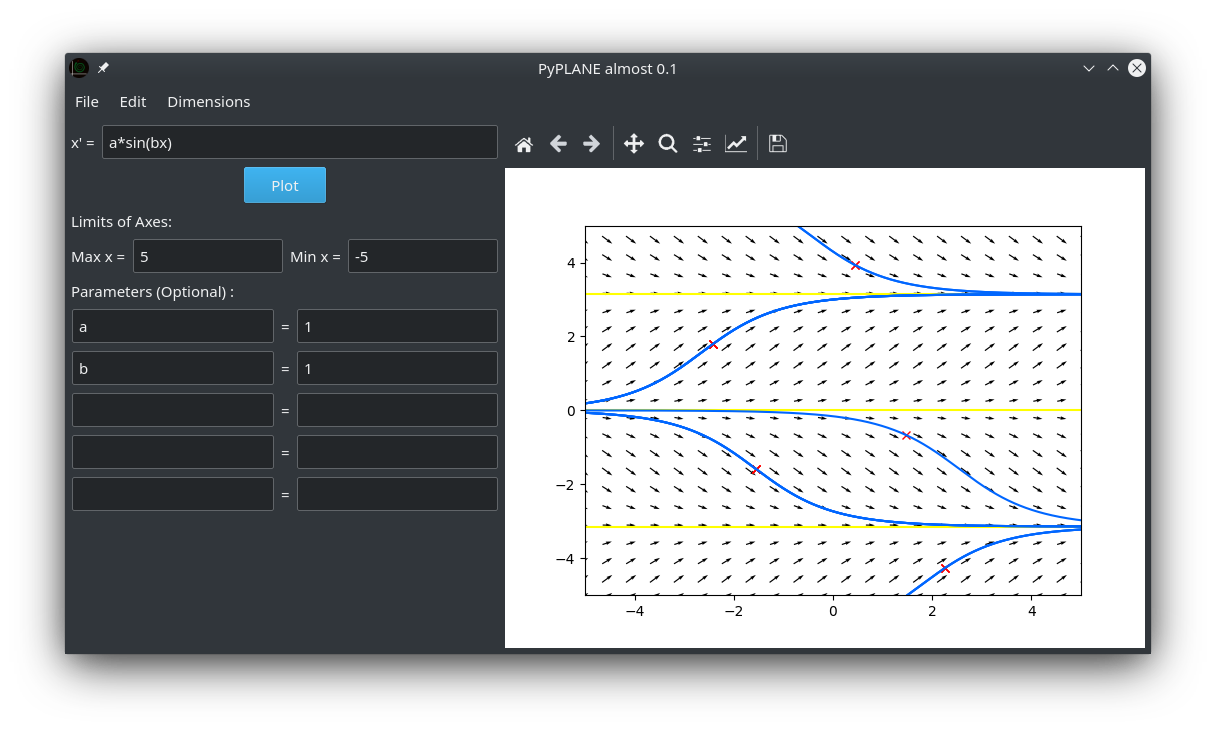 PyPLANE almost 0.1
File Edit Dimensions
x' = a*sin(bx)
Plot
Limits of Axes:
Max x = 5 Min x = -5
Parameters (Optional) :
a = 1
b = 1
=
=
=
4
2
0
−2
−4
−4 −2 0 2 4